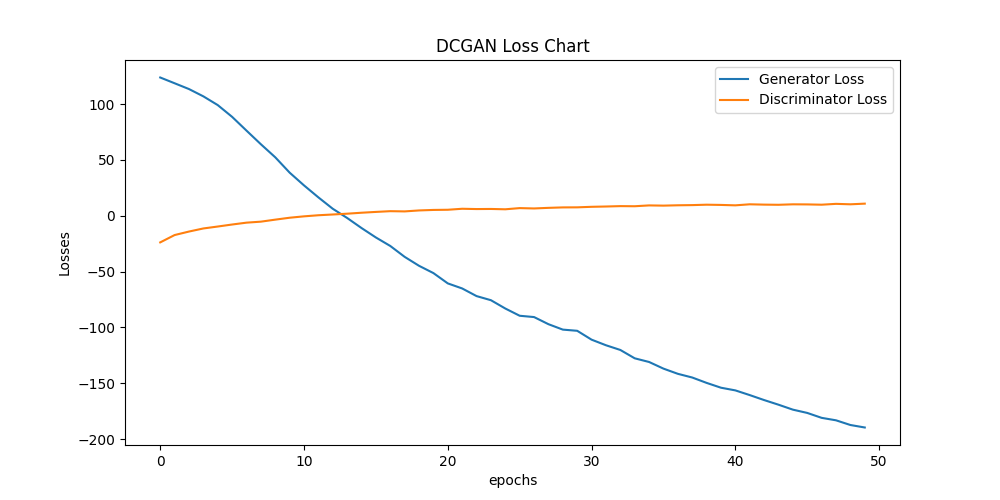 DCGAN Loss Chart
Generator Loss
Discriminator Loss
Losses
100
50
0
−50
−100
−150
−200
0 10 20 30 40 50
epochs